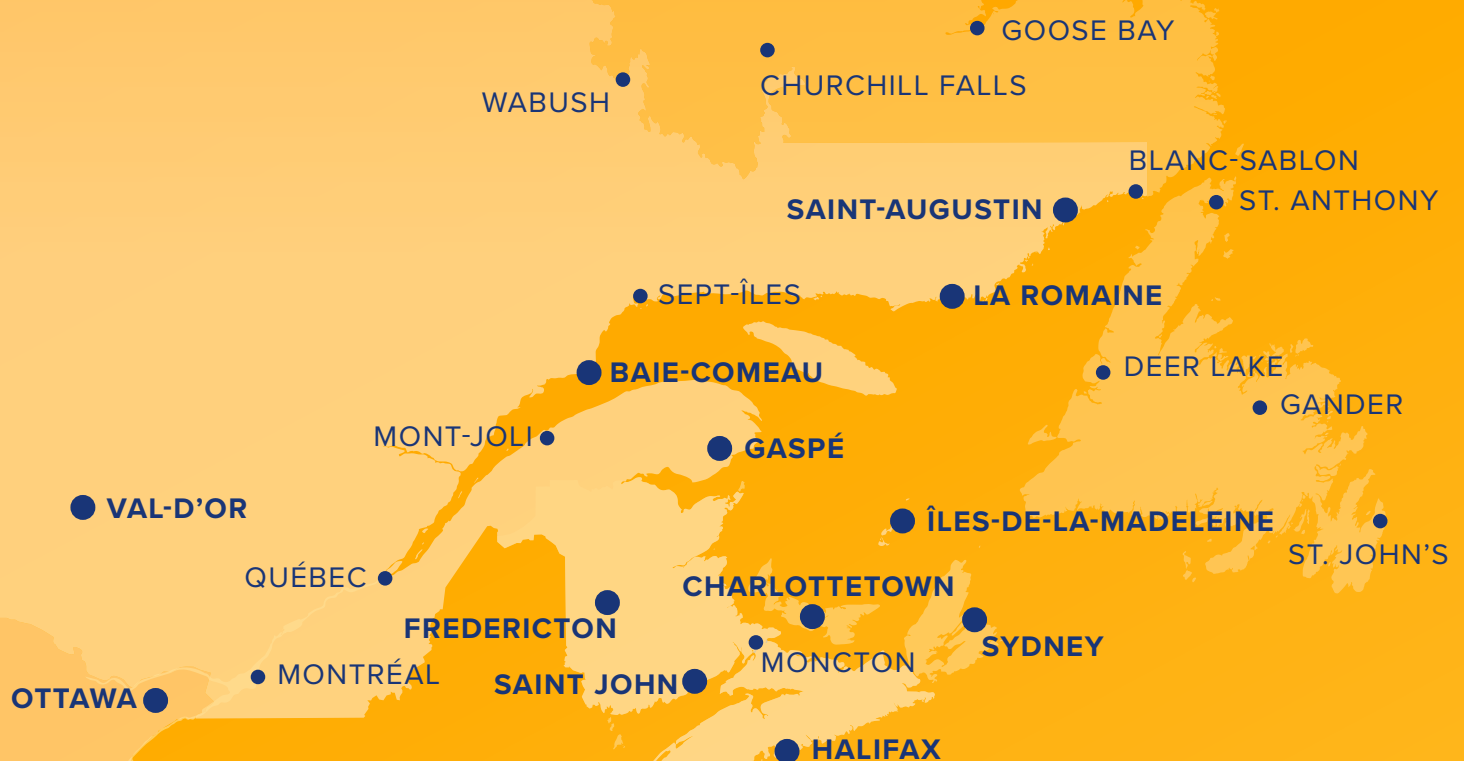 GOOSE BAY
CHURCHILL FALLS
WABUSH
BLANC-SABLON
ST. ANTHONY
SAINT-AUGUSTIN
SEPT-ÎLES
LA ROMAINE
DEER LAKE
BAIE-COMEAU
GANDER
MONT-JOLI
GASPÉ
VAL-D’OR
ÎLES-DE-LA-MADELEINE
ST. JOHN’S
QUÉBEC
CHARLOTTETOWN
FREDERICTON
SYDNEY
MONCTON
MONTRÉAL
SAINT JOHN
OTTAWA
HALIFAX